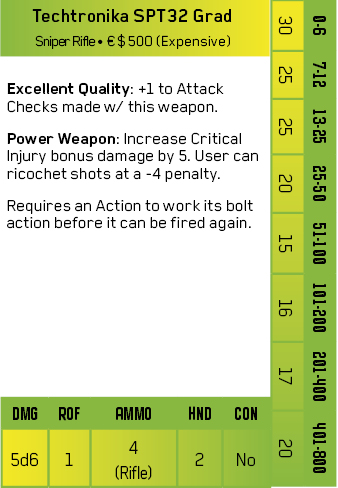 Techtronika SPT32 Grad
Sniper Rifle • €$500 (Expensive)
Excellent Quality: +1 to Attack
Checks made w/ this weapon.
Power Weapon: Increase Critical
Injury bonus damage by 5. User can
ricochet shots at a -4 penalty.
Requires an Action to work its bolt
action before it can be fired again.
DMG ROF AMMO HND CON
5d6 1 4 2 No
(Rifle)
30 0-6
25 7-12
25 13-25
20 25-50
15 51-100
16 101-200
17 201-400
20 401-800